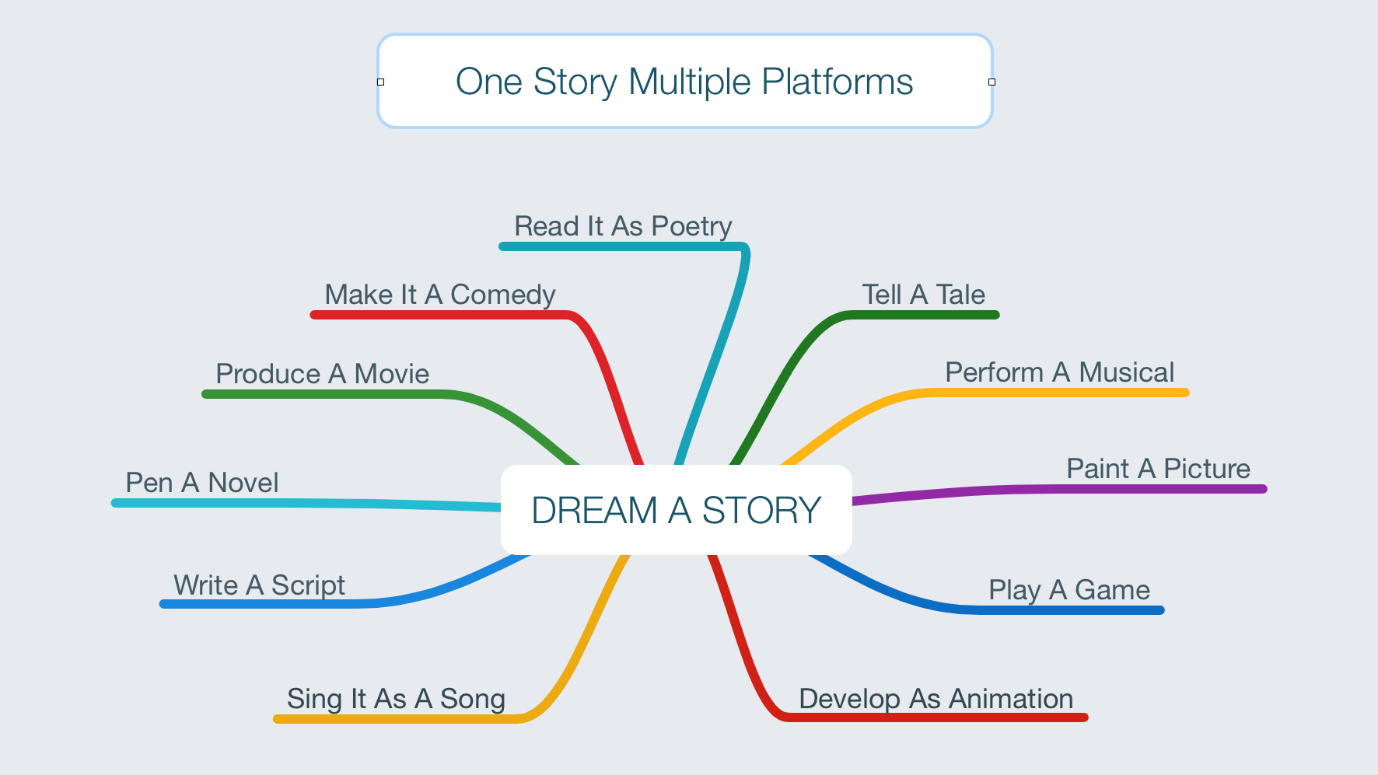 One Story Multiple Platforms
Read It As Poetry
Make It A Comedy
Tell A Tale
Produce A Movie
Perform A Musical
Pen A Novel
Paint A Picture
DREAM A STORY
Write A Script
Play A Game
Sing It As A Song
Develop As Animation